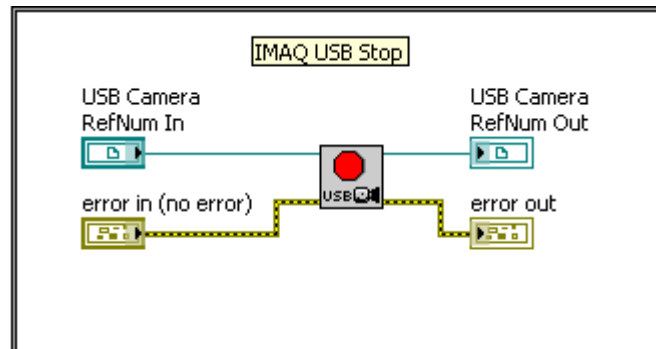 IMAQ USB Stop
USB Camera
RefNum In
USB Camera
RefNum Out
USB
error in (no error)
error out